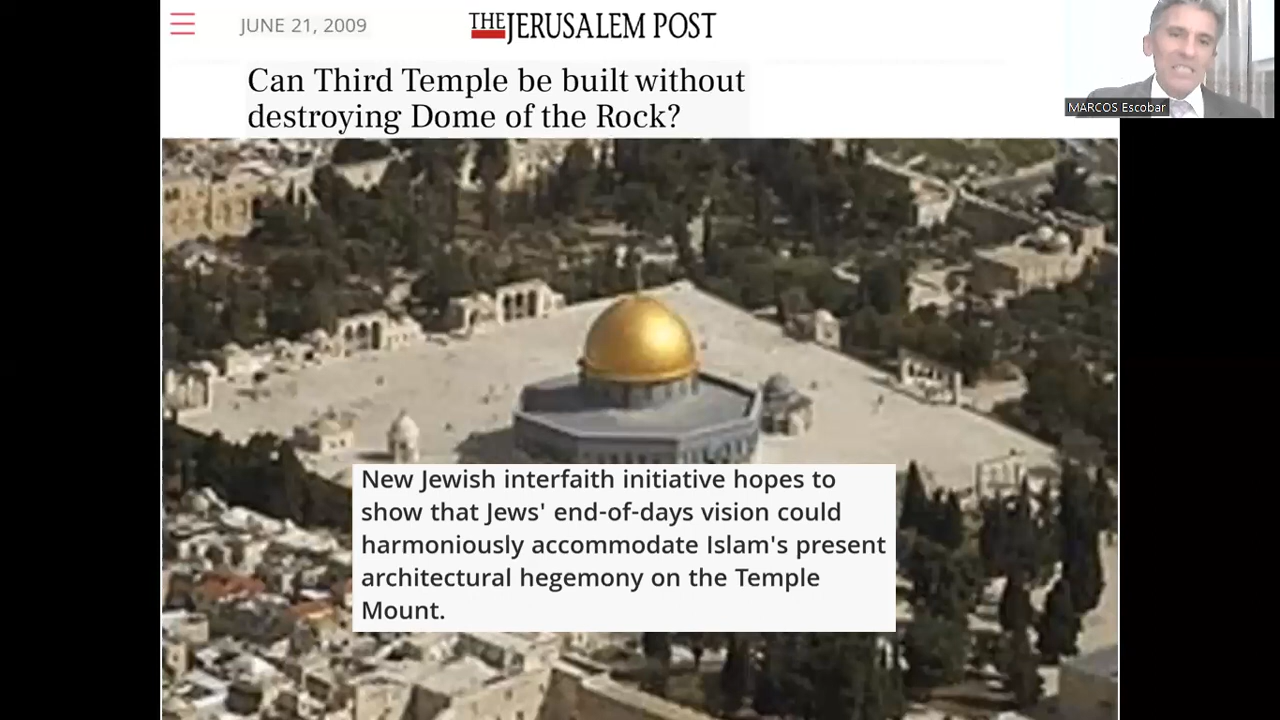 JUNE 21, 2009
THE JERUSALEM POST
MARCOS Escobar
Can Third Temple be built without
destroying Dome of the Rock?
New Jewish interfaith initiative hopes to
show that Jews' end-of-days vision could
harmoniously accommodate Islam's present
architectural hegemony on the Temple
Mount.